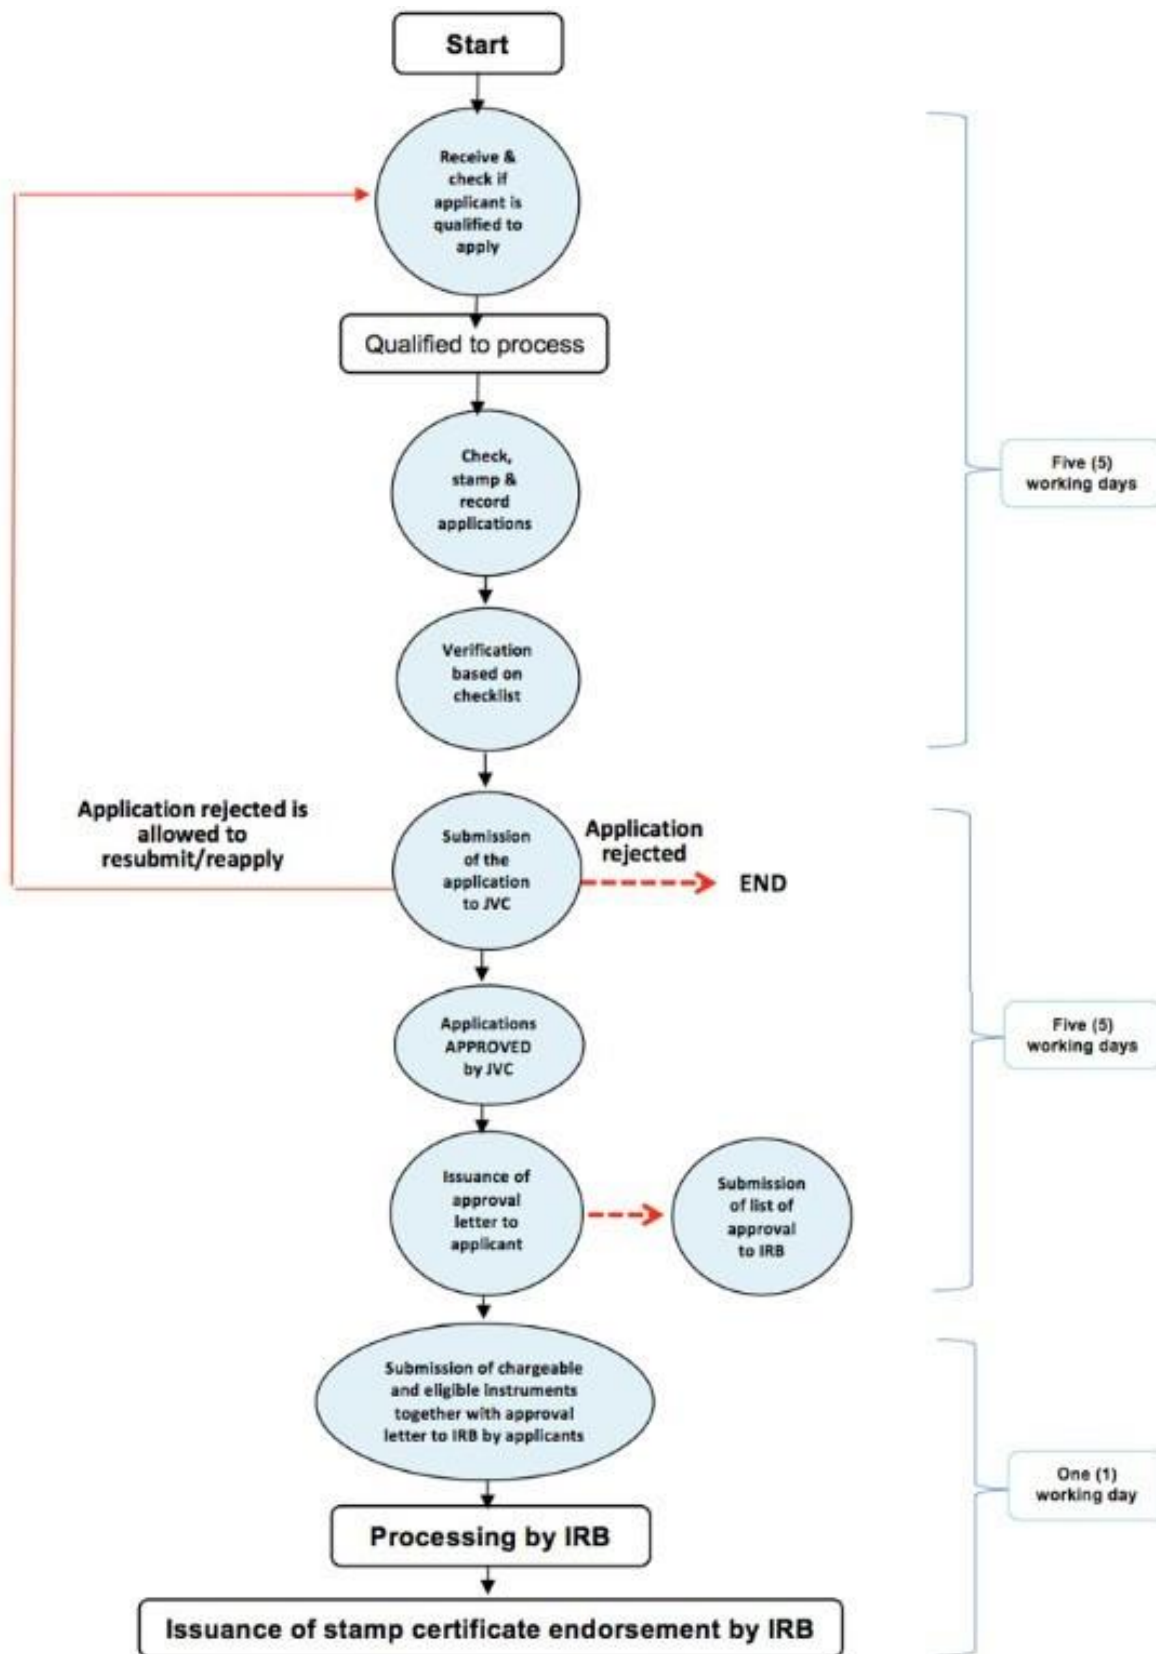 Start
Receive &
check if
applicant is
qualified to
apply
Qualified to process
Check,
stamp &
record
applications
Five (5)
working days
Verification
based on
checklist
Application rejected is
allowed to
resubmit/reapply
Submission
of the
application
to JVC
Application
rejected
END
Applications
APPROVED
by JVC
Five (5)
working days
Issuance of
approval
letter to
applicant
Submission
of list of
approval
to IRB
Submission of chargeable
and eligible instruments
together with approval
letter to IRB by applicants
One (1)
working day
Processing by IRB
Issuance of stamp certificate endorsement by IRB